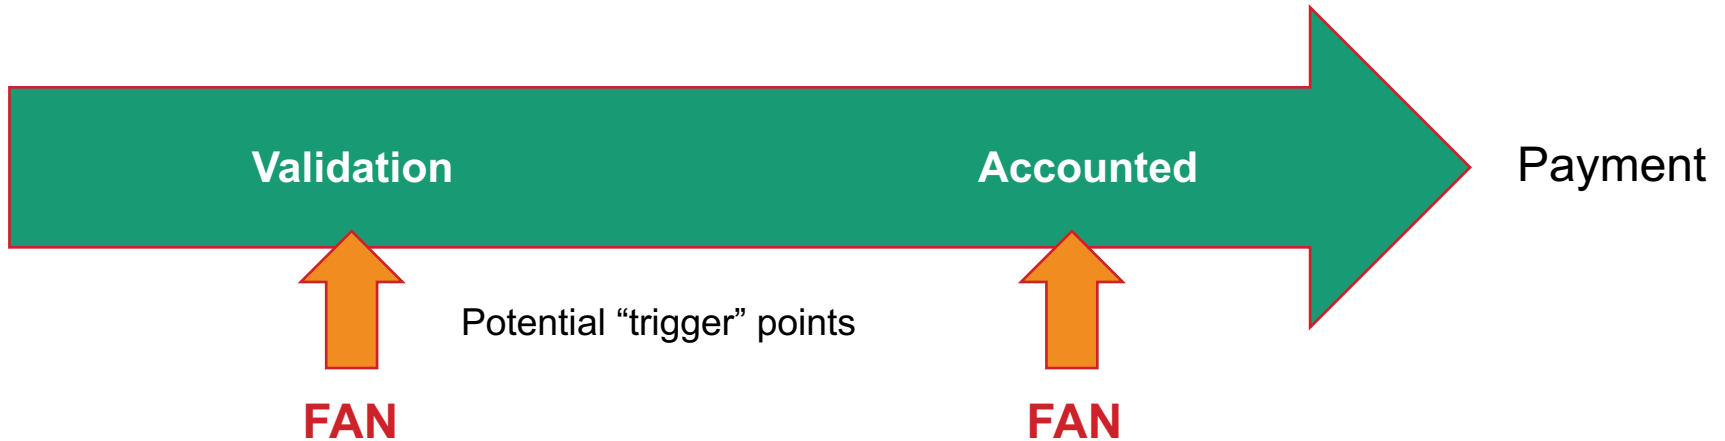 Validation
Accounted
Payment
Potential “trigger” points
FAN
FAN